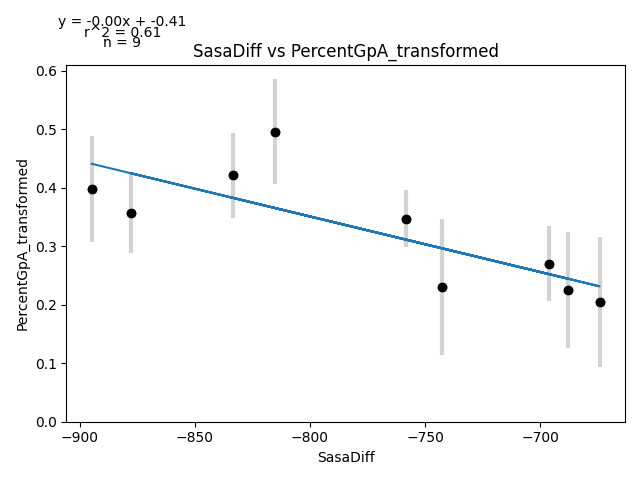 y = -0.00x + -0.41
r^2 = 0.61
n = 9
SasaDiff vs PercentGpA_transformed
PercentGpA_transformed
0.6
0.5
0.4
0.3
0.2
0.1
0.0
−900
−850
−800
−750
−700
SasaDiff